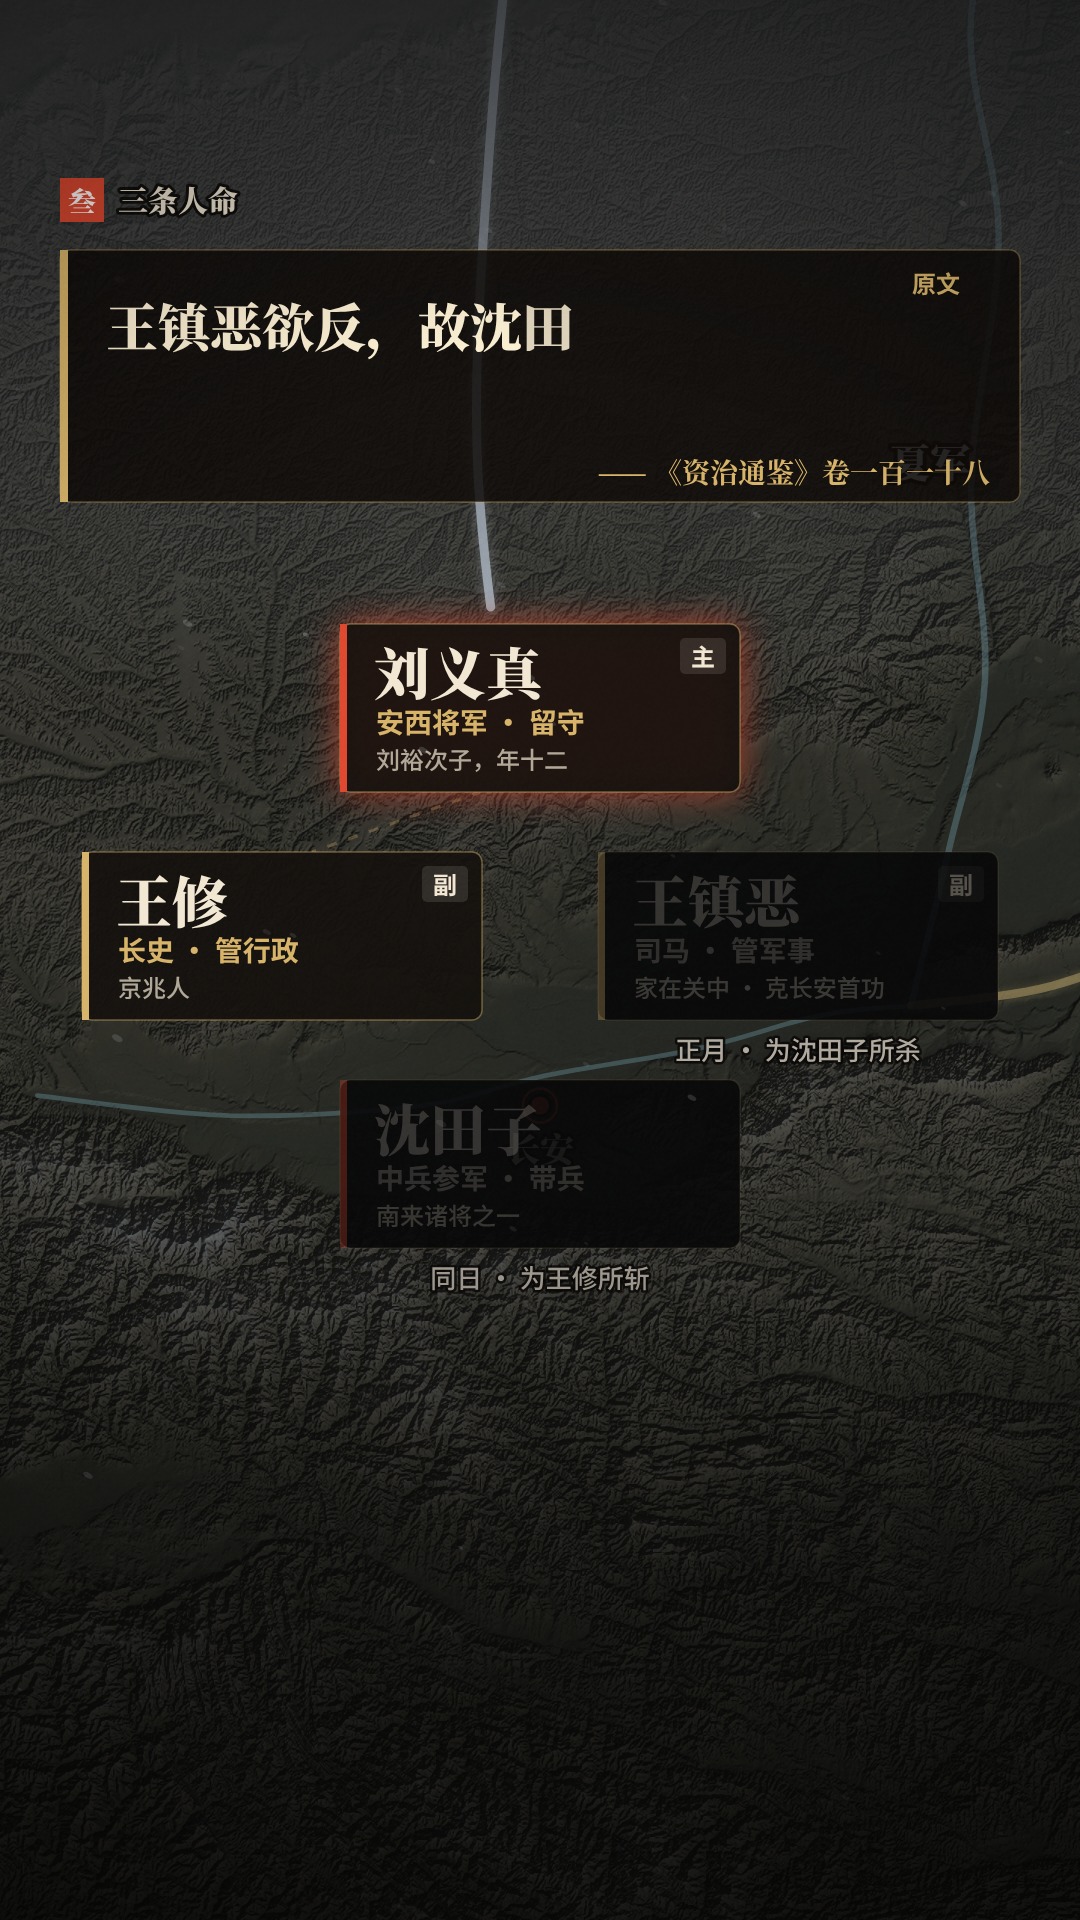 叁 三条人命
原文
王镇恶欲反，故沈田
夏军
—— 《资治通鉴》卷一百一十八
刘义真 主
安西将军 · 留守
刘裕次子，年十二
王修 副
长史 · 管行政
京兆人
王镇恶 副
司马 · 管军事
家在关中 · 克长安首功
正月 · 为沈田子所杀
沈田子
长安
中兵参军 · 带兵
南来诸将之一
同日 · 为王修所斩